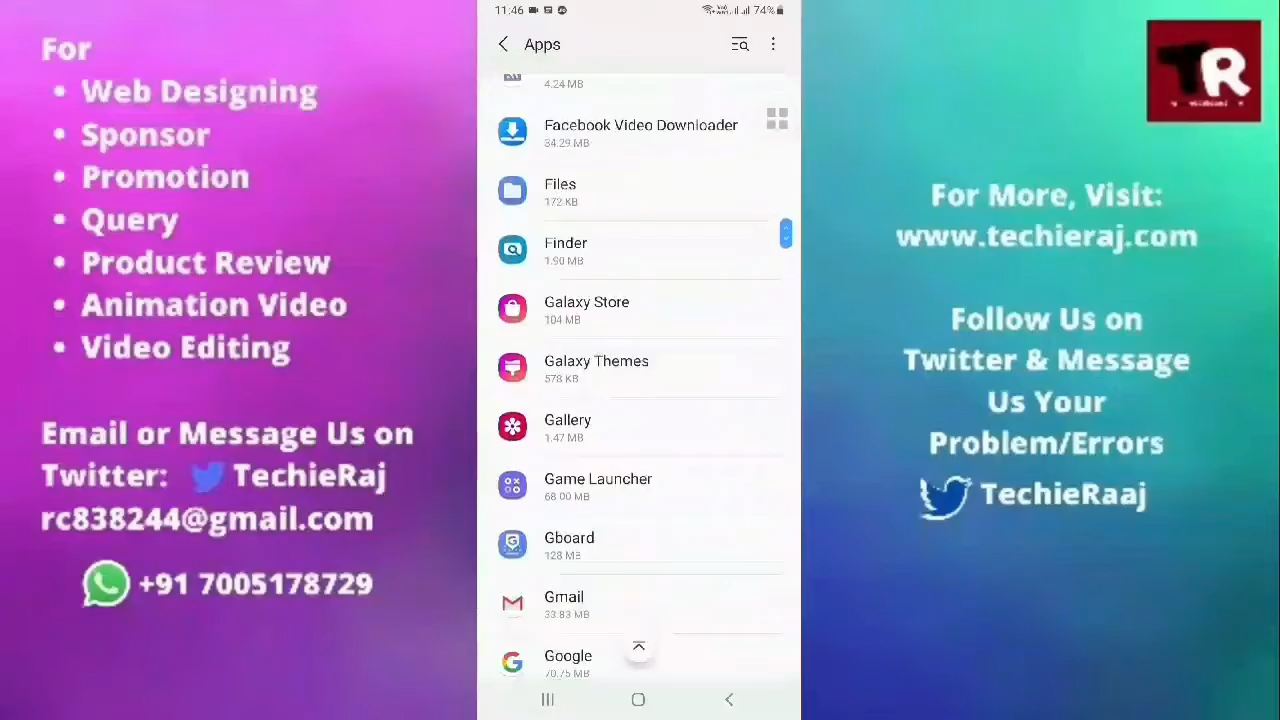 For
• Web Designing
• Sponsor
• Promotion
• Query
• Product Review
• Animation Video
• Video Editing
Email or Message Us on
Twitter: TechieRaj
rc838244@gmail.com
+91 7005178729
11:46
74%
Apps
4.24 MB
Facebook Video Downloader
34.29 MB
Files
172 KB
Finder
1.90 MB
Galaxy Store
104 MB
Galaxy Themes
578 KB
Gallery
1.47 MB
Game Launcher
68.00 MB
Gboard
128 MB
Gmail
33.83 MB
Google
70.75 MB
TR
For More, Visit:
www.techieraj.com
Follow Us on
Twitter & Message
Us Your
Problem/Errors
TechieRaaj